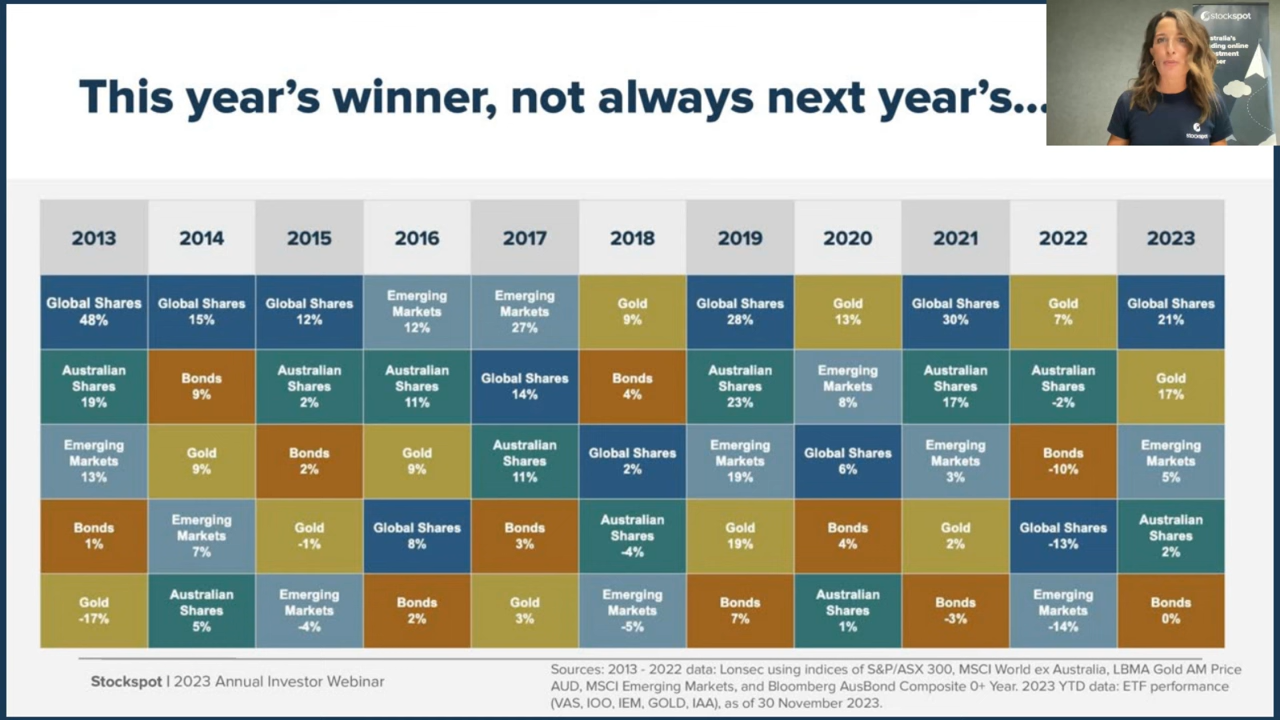 This year's winner, not always next year's...
stockspot
stralia's
ding online
stment
ser
stockspot
2013 2014 2015 2016 2017 2018 2019 2020 2021 2022 2023
Global Shares 48%
Global Shares 15%
Global Shares 12%
Emerging Markets 12%
Emerging Markets 27%
Gold 9%
Global Shares 28%
Gold 13%
Global Shares 30%
Gold 7%
Global Shares 21%
Australian Shares 19%
Bonds 9%
Australian Shares 2%
Australian Shares 11%
Global Shares 14%
Bonds 4%
Australian Shares 23%
Emerging Markets 8%
Australian Shares 17%
Australian Shares -2%
Gold 17%
Emerging Markets 13%
Gold 9%
Bonds 2%
Gold 9%
Australian Shares 11%
Global Shares 2%
Emerging Markets 19%
Global Shares 6%
Emerging Markets 3%
Bonds -10%
Emerging Markets 5%
Bonds 1%
Emerging Markets 7%
Gold -1%
Global Shares 8%
Bonds 3%
Australian Shares -4%
Gold 19%
Bonds 4%
Gold 2%
Global Shares -13%
Australian Shares 2%
Gold -17%
Australian Shares 5%
Emerging Markets -4%
Bonds 2%
Gold 3%
Emerging Markets -5%
Bonds 7%
Australian Shares 1%
Bonds -3%
Emerging Markets -14%
Bonds 0%
Stockspot | 2023 Annual Investor Webinar
Sources: 2013 - 2022 data: Lonsec using indices of S&P/ASX 300, MSCI World ex Australia, LBMA Gold AM Price
AUD, MSCI Emerging Markets, and Bloomberg AusBond Composite 0+ Year. 2023 YTD data: ETF performance
(VAS, IOO, IEM, GOLD, IAA), as of 30 November 2023.